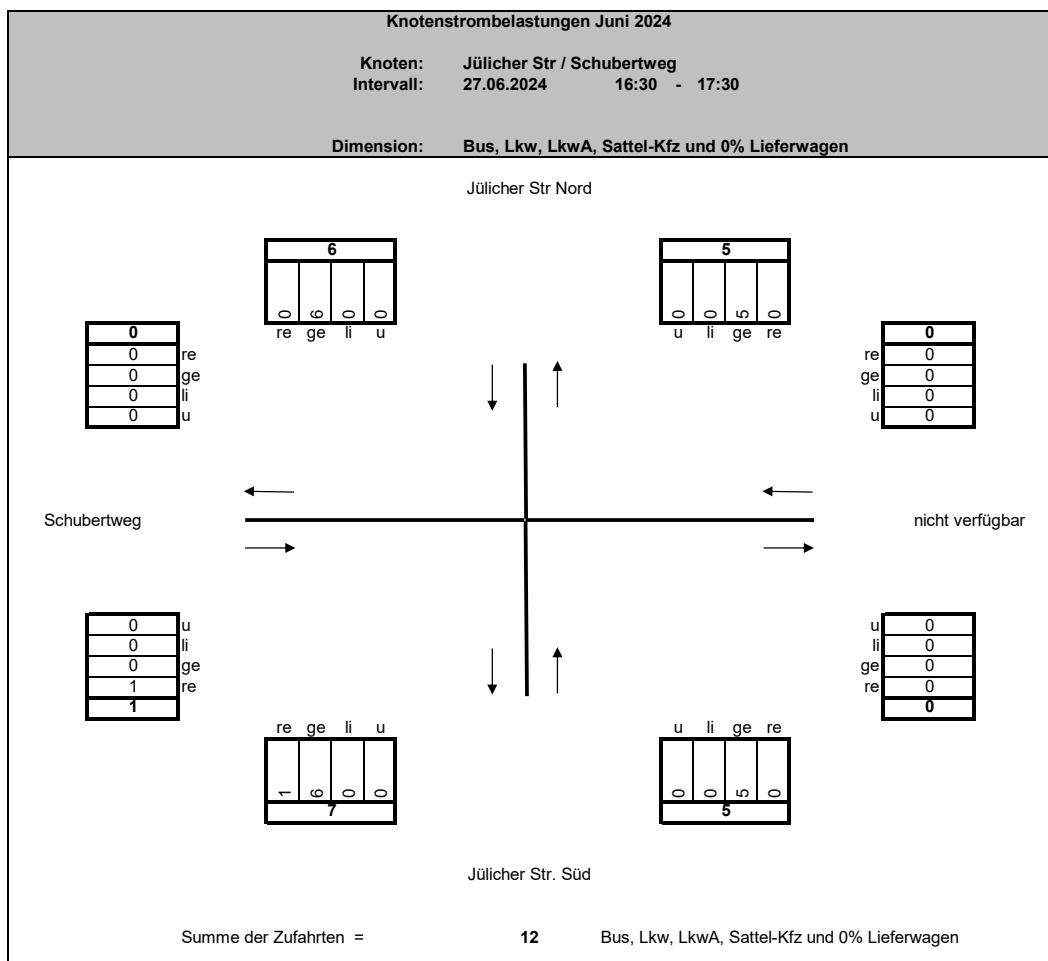 Knotenstrombelastungen Juni 2024
Knoten: Jülicher Str / Schubertweg
Intervall: 27.06.2024 16:30 - 17:30
Dimension: Bus, Lkw, LkwA, Sattel-Kfz und 0% Lieferwagen
Jülicher Str Nord
6 5
0 6 0 0 0 0 5 0
re ge li u u li ge re
0 0
0 re re 0
0 ge ge 0
0 li li 0
0 u u 0
Schubertweg nicht verfügbar
0 u u 0
0 li li 0
0 ge ge 0
1 re re 0
1 0
re ge li u u li ge re
1 6 0 0 0 0 5 0
7 5
Jülicher Str. Süd
Summe der Zufahrten = 12 Bus, Lkw, LkwA, Sattel-Kfz und 0% Lieferwagen